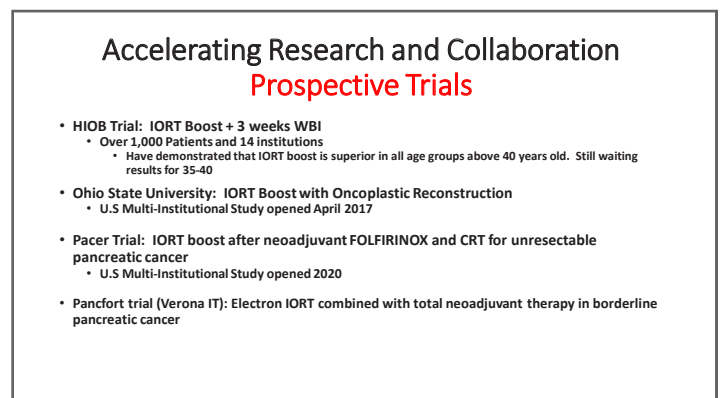 Accelerating Research and Collaboration
Prospective Trials
• HIOB Trial: IORT Boost + 3 weeks WBI
• Over 1,000 Patients and 14 institutions
• Have demonstrated that IORT boost is superior in all age groups above 40 years old. Still waiting
results for 35-40
• Ohio State University: IORT Boost with Oncoplastic Reconstruction
• U.S Multi-Institutional Study opened April 2017
• Pacer Trial: IORT boost after neoadjuvant FOLFIRINOX and CRT for unresectable
pancreatic cancer
• U.S Multi-Institutional Study opened 2020
• Pancfort trial (Verona IT): Electron IORT combined with total neoadjuvant therapy in borderline
pancreatic cancer